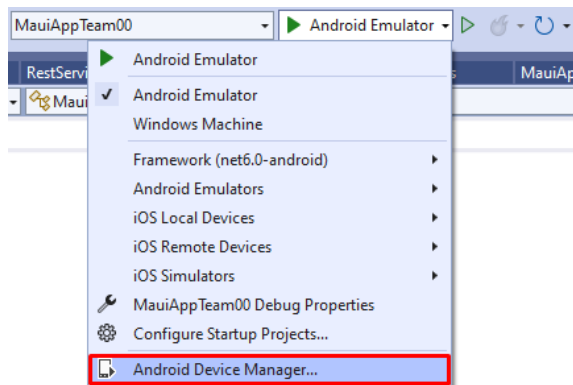 MauiAppTeam00 Android Emulator
RestServi MauiAp
Maui
Android Emulator
Android Emulator
Windows Machine
Framework (net6.0-android)
Android Emulators
iOS Local Devices
iOS Remote Devices
iOS Simulators
MauiAppTeam00 Debug Properties
Configure Startup Projects...
Android Device Manager...